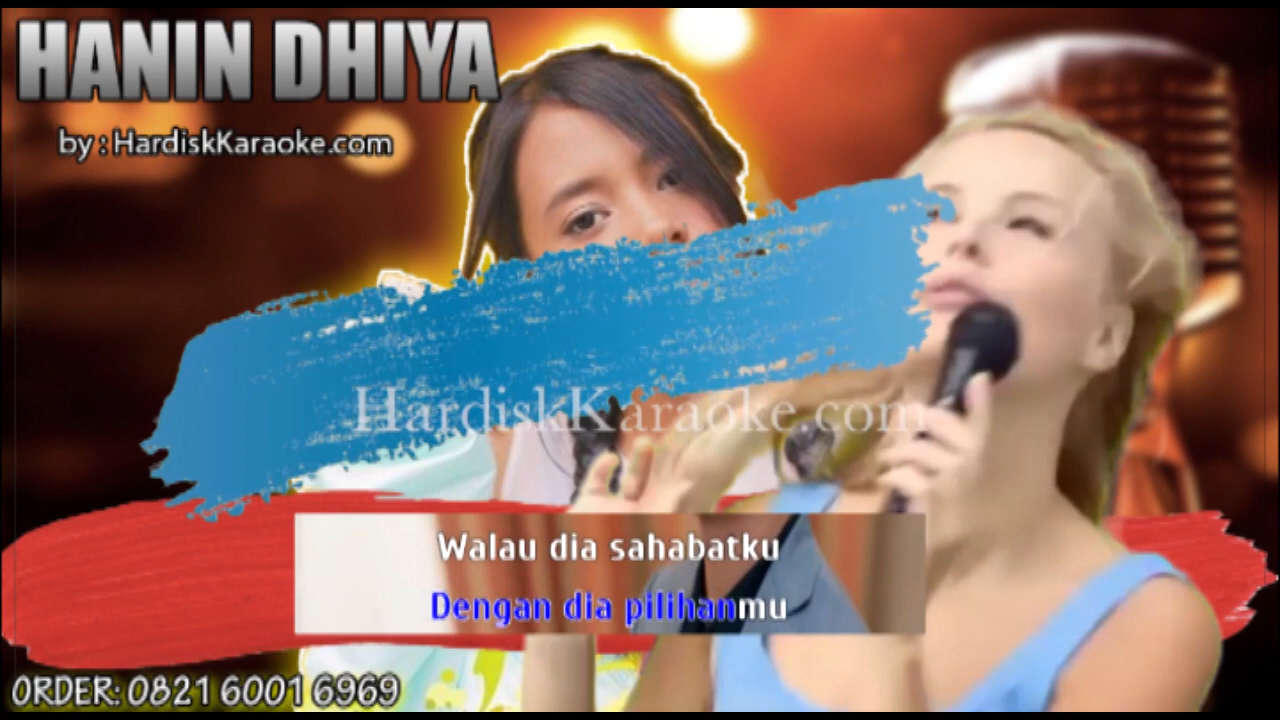 HANIN DHIYA
by : HardiskKaraoke.com
HardiskKaraoke.com
Walau dia sahabatku
Dengan dia pilihanmu
ORDER: 0821 6001 6969